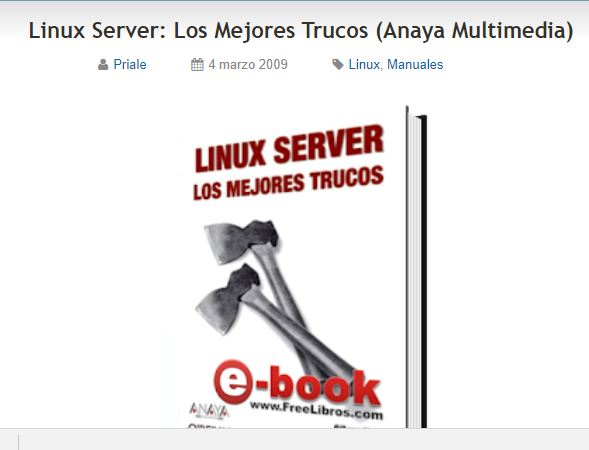 Linux Server: Los Mejores Trucos (Anaya Multimedia)
Priale 4 marzo 2009 Linux, Manuales
LINUX SERVER
LOS MEJORES TRUCOS
e-book
www.FreeLibros.com
ANAYA